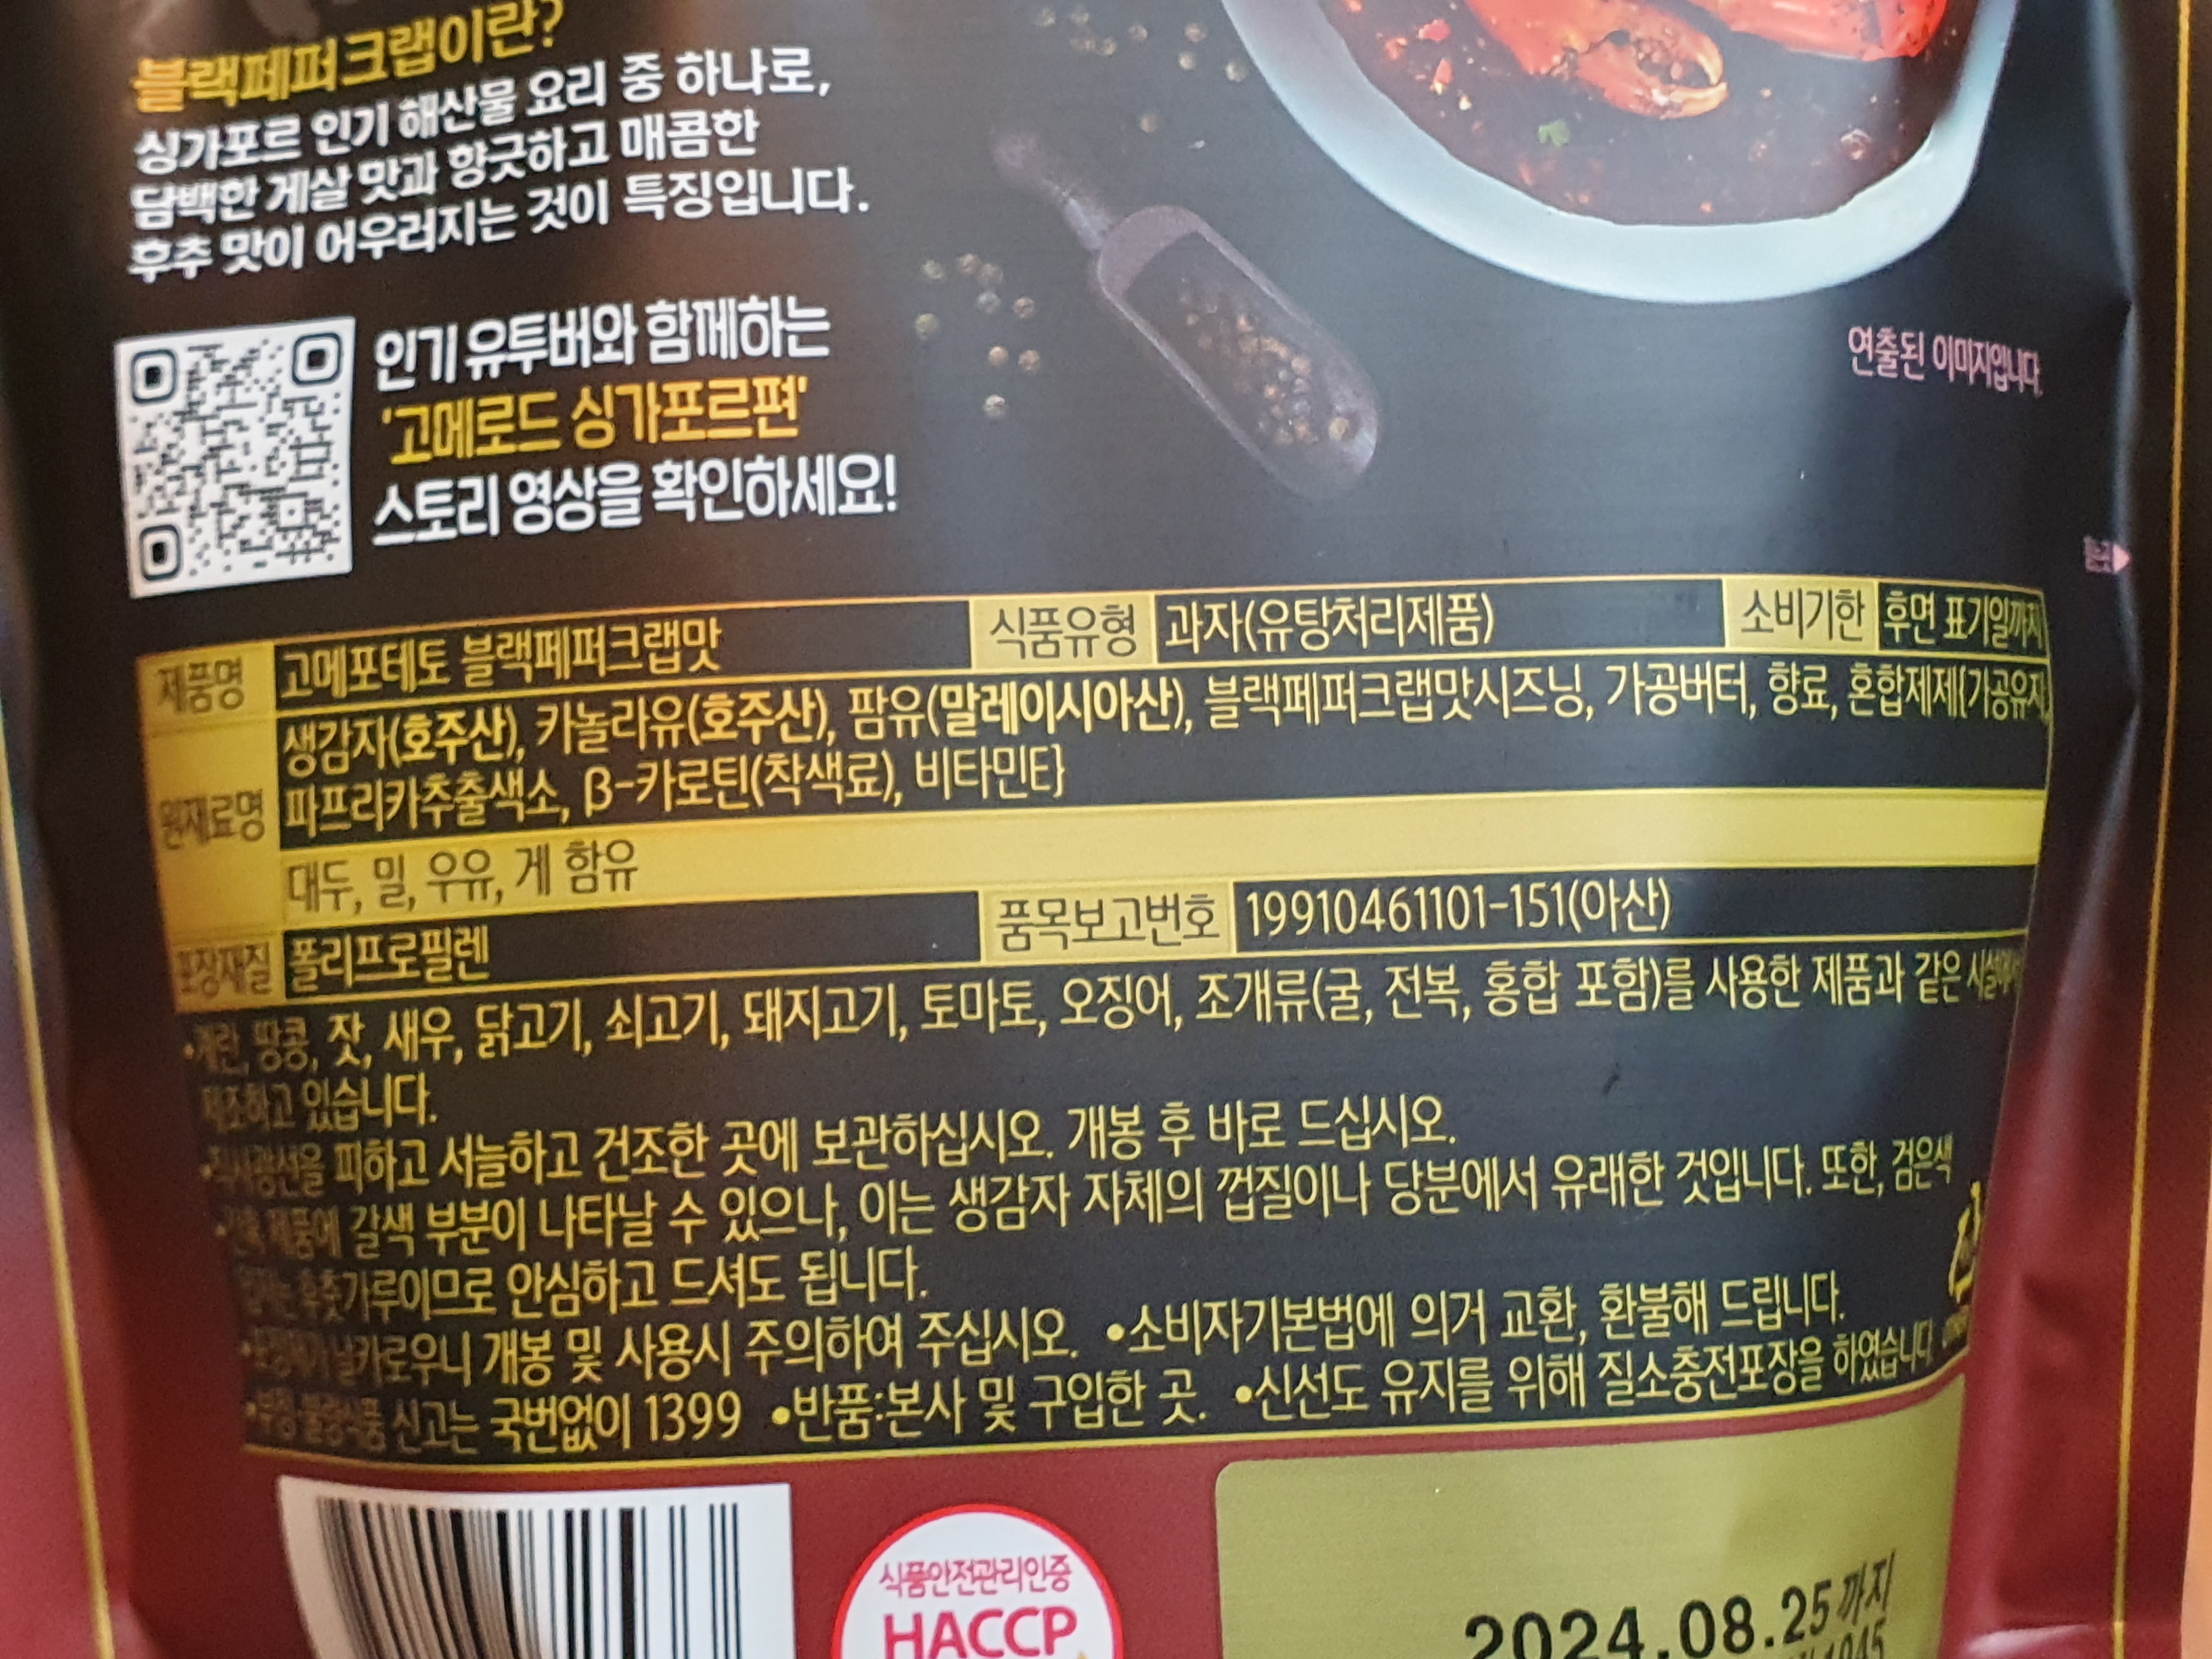 블랙페퍼크랩이란?
싱가포르 인기 해산물 요리 중 하나로,
담백한 게살 맛과 향긋하고 매콤한
후추 맛이 어우러지는 것이 특징입니다.
인기 유투버와 함께하는
'고메로드 싱가포르편'
스토리 영상을 확인하세요!
연출된 이미지입니다.
제품명 고메포테토 블랙페퍼크랩맛 식품유형 과자(유탕처리제품) 소비기한 후면 표기일까지
원재료명 생감자(호주산), 카놀라유(호주산), 팜유(말레이시아산), 블랙페퍼크랩맛시즈닝, 가공버터, 향료, 혼합제제{가공유지,
파프리카추출색소, β-카로틴(착색료), 비타민E}
대두, 밀, 우유, 게 함유
포장재질 폴리프로필렌 품목보고번호 19910461101-151(아산)
•계란, 땅콩, 잣, 새우, 닭고기, 쇠고기, 돼지고기, 토마토, 오징어, 조개류(굴, 전복, 홍합 포함)를 사용한 제품과 같은 시설에서
제조하고 있습니다.
•직사광선을 피하고 서늘하고 건조한 곳에 보관하십시오. 개봉 후 바로 드십시오.
•간혹 제품에 갈색 부분이 나타날 수 있으나, 이는 생감자 자체의 껍질이나 당분에서 유래한 것입니다. 또한, 검은색
입자는 후춧가루이므로 안심하고 드셔도 됩니다.
•포장재가 날카로우니 개봉 및 사용시 주의하여 주십시오. •소비자기본법에 의거 교환, 환불해 드립니다.
•부정·불량식품 신고는 국번없이 1399 •반품:본사 및 구입한 곳. •신선도 유지를 위해 질소충전포장을 하였습니다.
식품안전관리인증
HACCP
2024.08.25까지